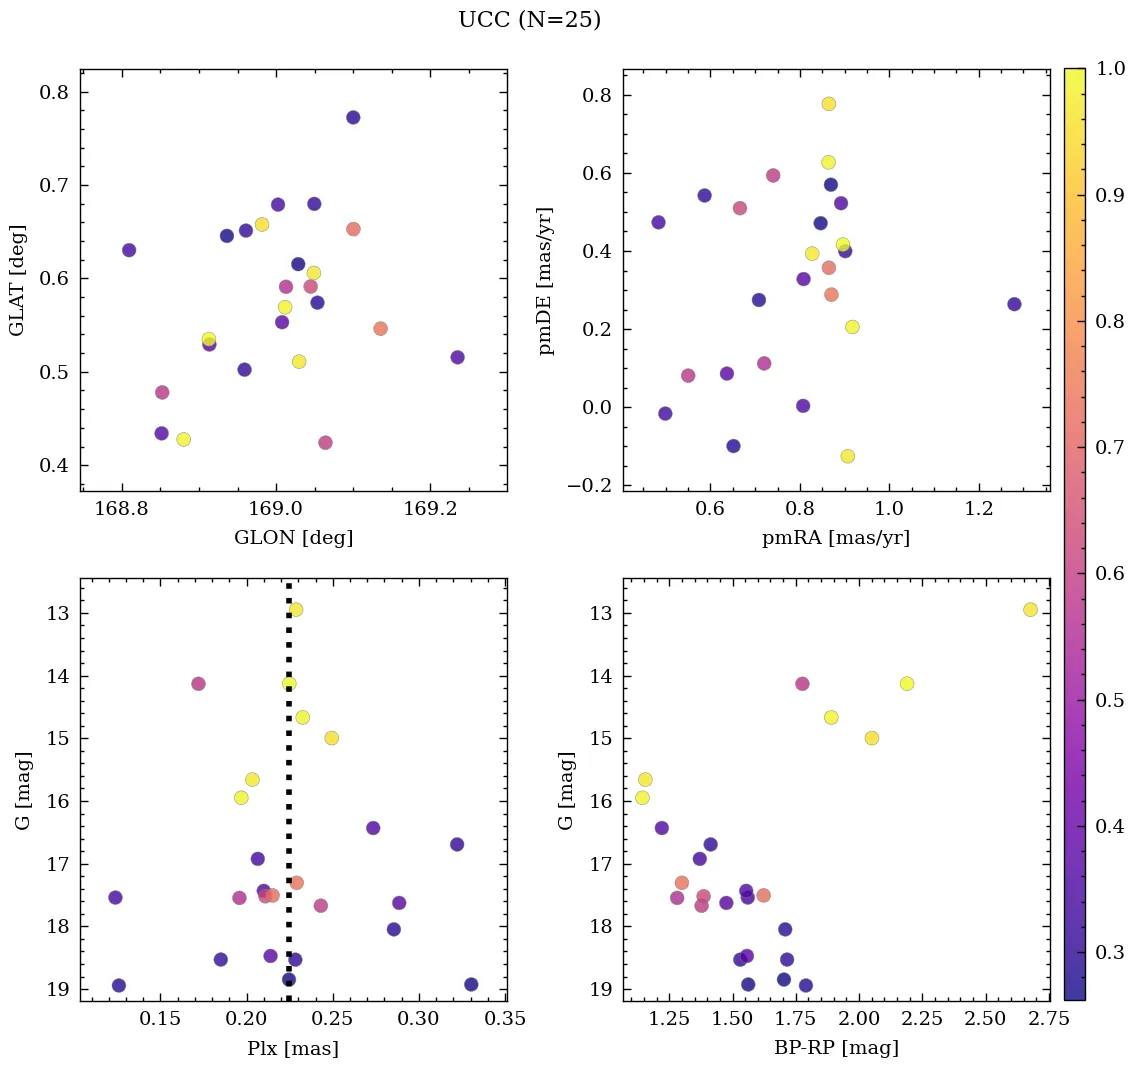 UCC (N=25)
0.8
0.7
0.6
0.5
0.4
168.8 169.0 169.2
GLON [deg]
GLAT [deg]
0.8
0.6
0.4
0.2
0.0
−0.2
0.6 0.8 1.0 1.2
pmRA [mas/yr]
pmDE [mas/yr]
13
14
15
16
17
18
19
0.15 0.20 0.25 0.30 0.35
Plx [mas]
G [mag]
13
14
15
16
17
18
19
1.25 1.50 1.75 2.00 2.25 2.50 2.75
BP-RP [mag]
G [mag]
1.0
0.9
0.8
0.7
0.6
0.5
0.4
0.3